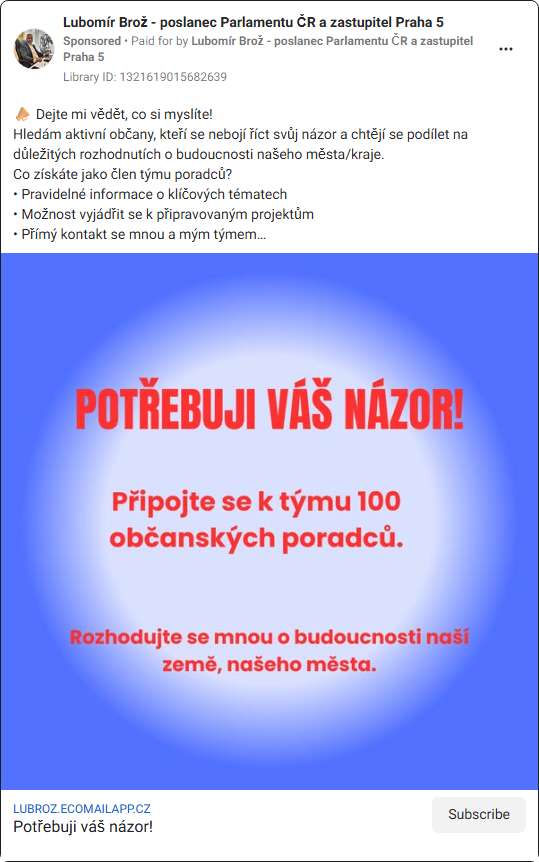 Lubomír Brož - poslanec Parlamentu ČR a zastupitel Praha 5
Sponsored • Paid for by Lubomír Brož - poslanec Parlamentu ČR a zastupitel
Praha 5
Library ID: 1321619015682639
Dejte mi vědět, co si myslíte!
Hledám aktivní občany, kteří se nebojí říct svůj názor a chtějí se podílet na
důležitých rozhodnutích o budoucnosti našeho města/kraje.
Co získáte jako člen týmu poradců?
• Pravidelné informace o klíčových tématech
• Možnost vyjádřit se k připravovaným projektům
• Přímý kontakt se mnou a mým týmem...
POTŘEBUJI VÁŠ NÁZOR!
Připojte se k týmu 100
občanských poradců.
Rozhodujte se mnou o budoucnosti naší
země, našeho města.
LUBROZ.ECOMAILAPP.CZ
Potřebuji váš názor!
Subscribe